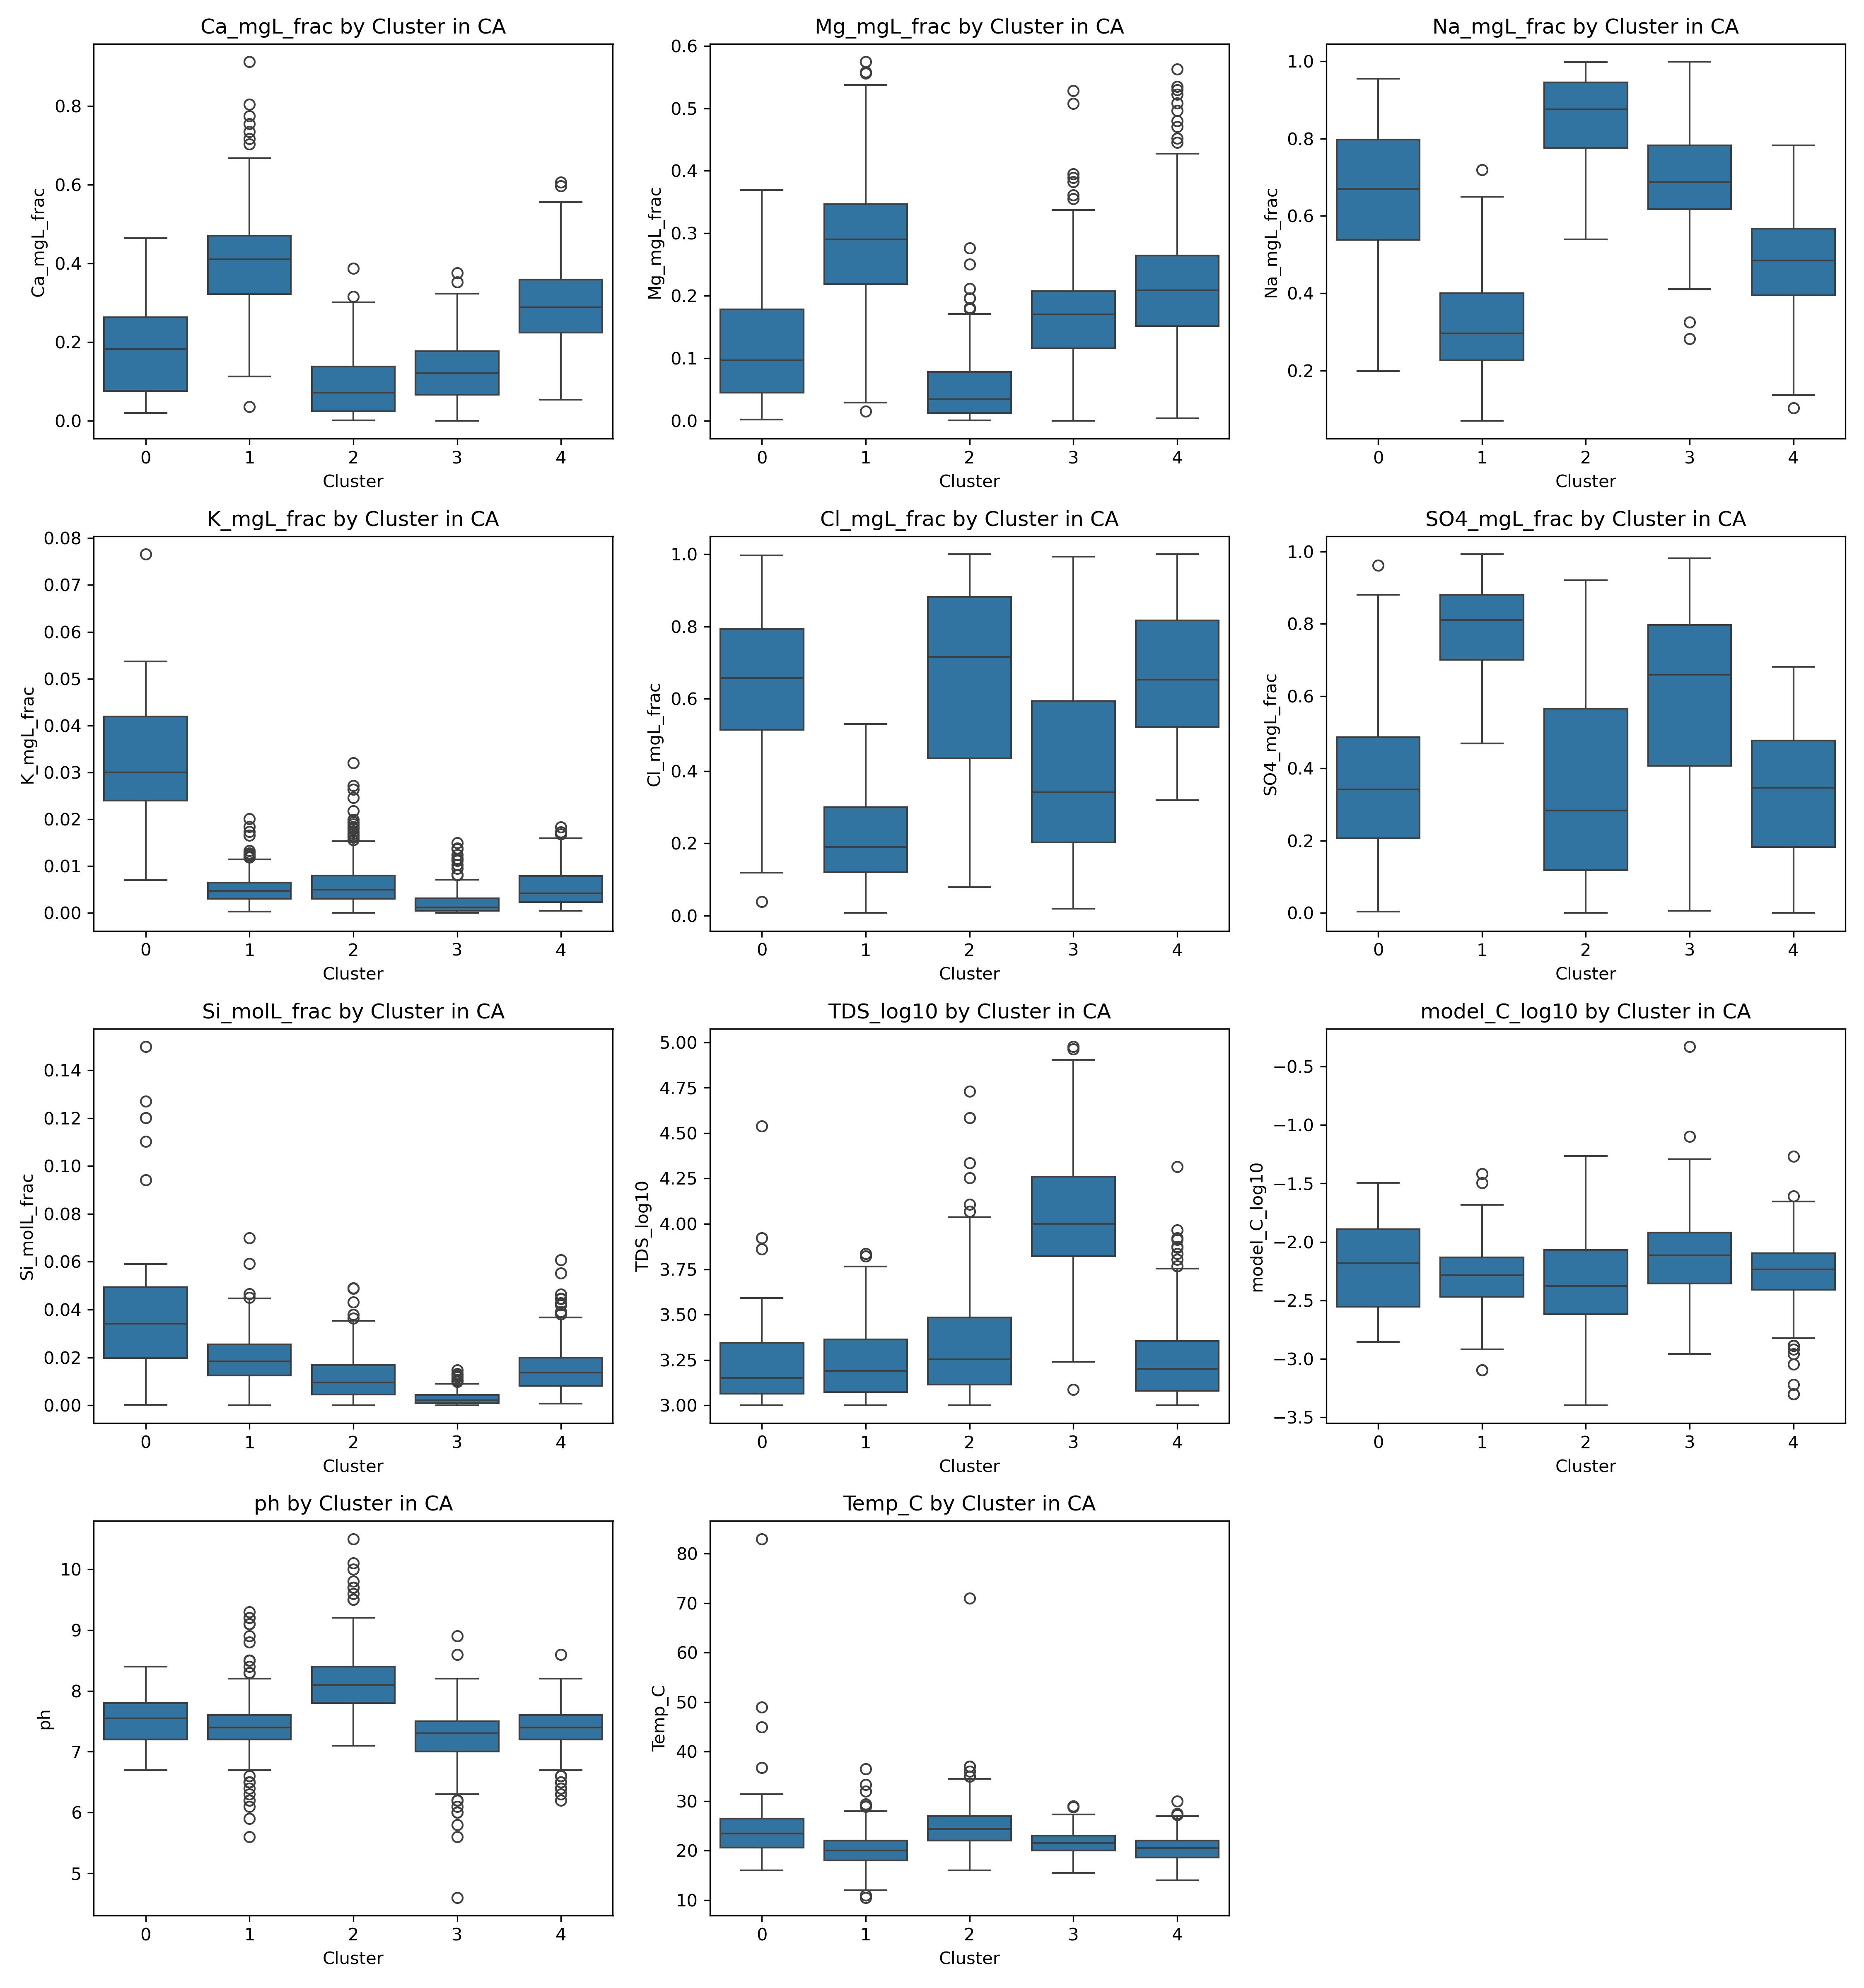 Ca_mgL_frac by Cluster in CA
Ca_mgL_frac
0.8
0.6
0.4
0.2
0.0
0 1 2 3 4
Cluster
Mg_mgL_frac by Cluster in CA
Mg_mgL_frac
0.6
0.5
0.4
0.3
0.2
0.1
0.0
0 1 2 3 4
Cluster
Na_mgL_frac by Cluster in CA
Na_mgL_frac
1.0
0.8
0.6
0.4
0.2
0 1 2 3 4
Cluster
K_mgL_frac by Cluster in CA
K_mgL_frac
0.08
0.07
0.06
0.05
0.04
0.03
0.02
0.01
0.00
0 1 2 3 4
Cluster
Cl_mgL_frac by Cluster in CA
Cl_mgL_frac
1.0
0.8
0.6
0.4
0.2
0.0
0 1 2 3 4
Cluster
SO4_mgL_frac by Cluster in CA
SO4_mgL_frac
1.0
0.8
0.6
0.4
0.2
0.0
0 1 2 3 4
Cluster
Si_molL_frac by Cluster in CA
Si_molL_frac
0.14
0.12
0.10
0.08
0.06
0.04
0.02
0.00
0 1 2 3 4
Cluster
TDS_log10 by Cluster in CA
TDS_log10
5.00
4.75
4.50
4.25
4.00
3.75
3.50
3.25
3.00
0 1 2 3 4
Cluster
model_C_log10 by Cluster in CA
model_C_log10
−0.5
−1.0
−1.5
−2.0
−2.5
−3.0
−3.5
0 1 2 3 4
Cluster
ph by Cluster in CA
ph
10
9
8
7
6
5
0 1 2 3 4
Cluster
Temp_C by Cluster in CA
Temp_C
80
70
60
50
40
30
20
10
0 1 2 3 4
Cluster